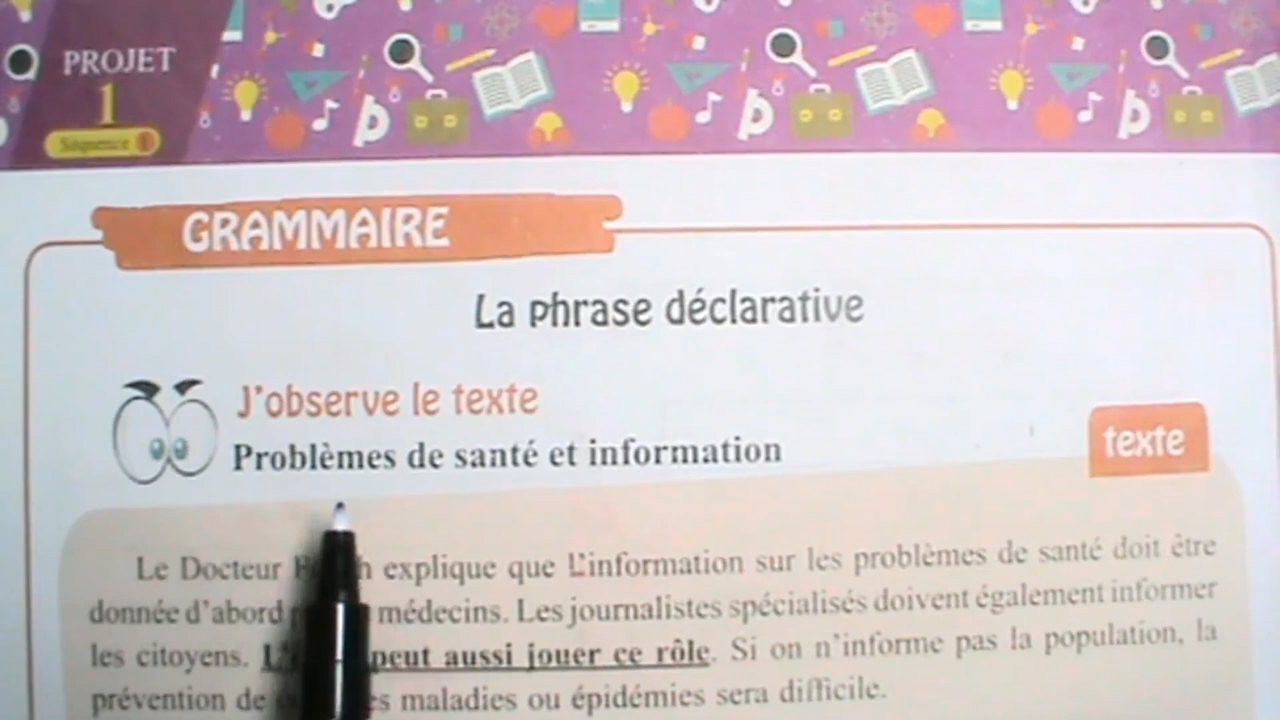 PROJET
1
Séquence 1
GRAMMAIRE
La phrase déclarative
J'observe le texte
Problèmes de santé et information
texte
Le Docteur explique que L'information sur les problèmes de santé doit être
donnée d'abord médecins. Les journalistes spécialisés doivent également informer
les citoyens. peut aussi jouer ce rôle. Si on n'informe pas la population, la
prévention de maladies ou épidémies sera difficile.